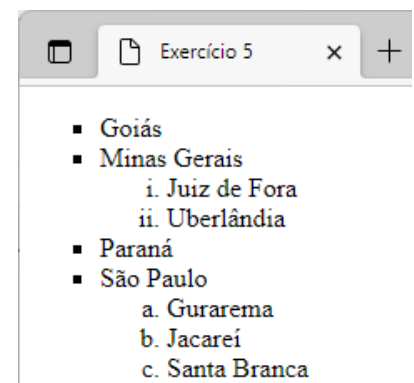 Exercício 5
Goiás
Minas Gerais
i. Juiz de Fora
ii. Uberlândia
Paraná
São Paulo
a. Gurarema
b. Jacareí
c. Santa Branca